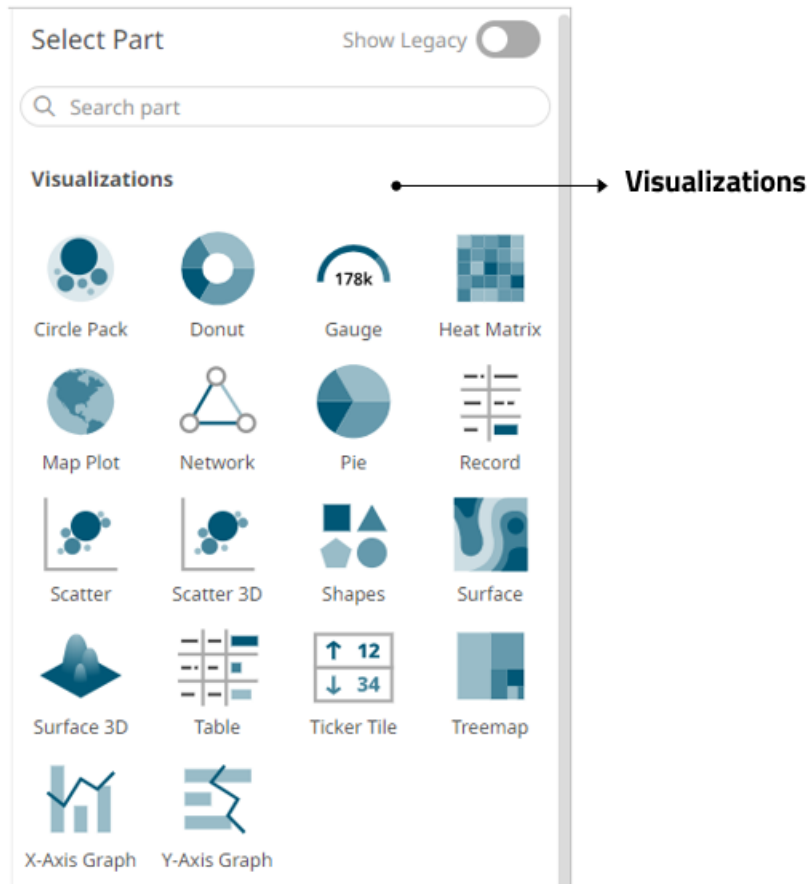 Select Part
Show Legacy
Search part
Visualizations
Visualizations
178k
Circle Pack
Donut
Gauge
Heat Matrix
Map Plot
Network
Pie
Record
Scatter
Scatter 3D
Shapes
Surface
↑ 12
↓ 34
Surface 3D
Table
Ticker Tile
Treemap
X-Axis Graph
Y-Axis Graph